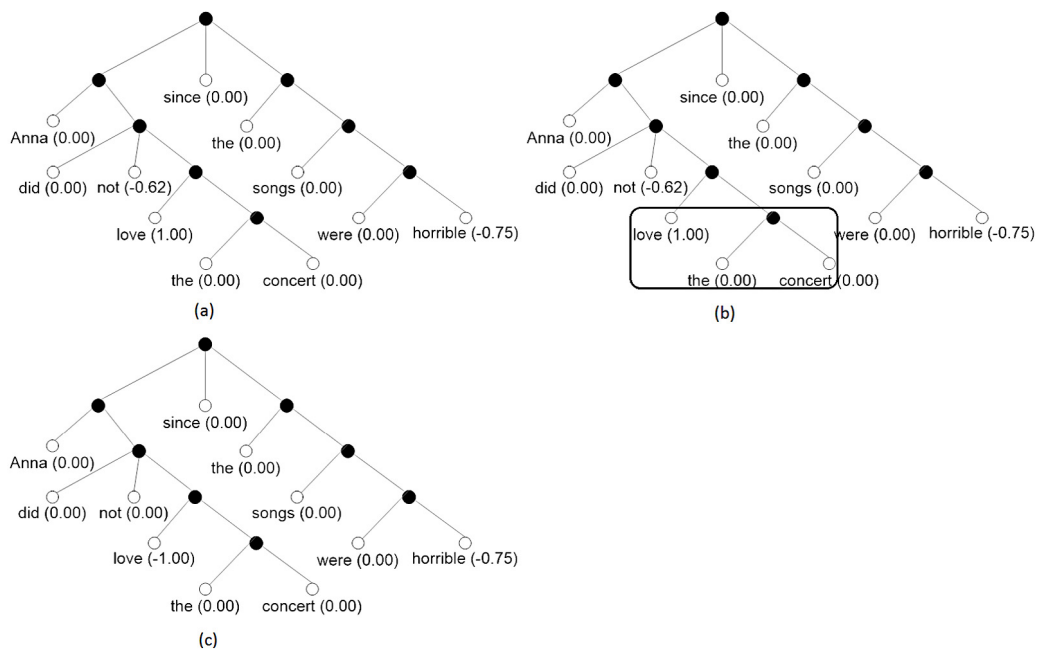 since (0.00)
Anna (0.00)
the (0.00)
did (0.00) not (-0.62) songs (0.00)
love (1.00) were (0.00) horrible (-0.75)
the (0.00) concert (0.00)
(a)
since (0.00)
Anna (0.00)
the (0.00)
did (0.00) not (-0.62) songs (0.00)
love (1.00) were (0.00) horrible (-0.75)
the (0.00) concert (0.00)
(b)
since (0.00)
Anna (0.00)
the (0.00)
did (0.00) not (0.00) songs (0.00)
love (-1.00) were (0.00) horrible (-0.75)
the (0.00) concert (0.00)
(c)